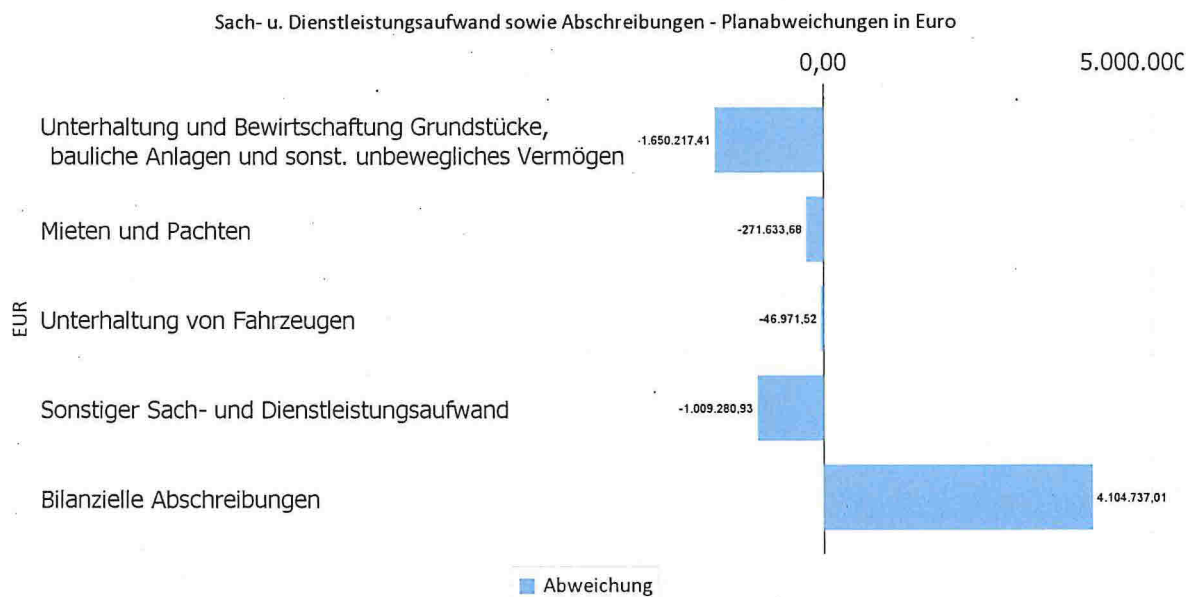 Sach- u. Dienstleistungsaufwand sowie Abschreibungen - Planabweichungen in Euro
0,00 5.000.000
Unterhaltung und Bewirtschaftung Grundstücke,
bauliche Anlagen und sonst. unbewegliches Vermögen
-1.650.217,41
Mieten und Pachten
-271.633,68
EUR
Unterhaltung von Fahrzeugen
-46.971,52
Sonstiger Sach- und Dienstleistungsaufwand
-1.009.280,93
Bilanzielle Abschreibungen
4.104.737,01
Abweichung